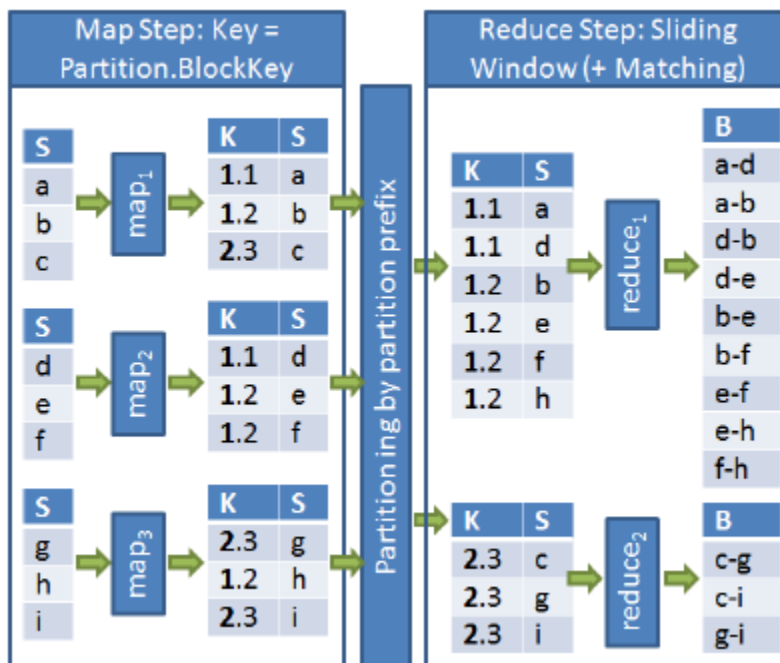 Map Step: Key =
Partition.BlockKey
S
a
b
c
map1
K S
1.1 a
1.2 b
2.3 c
S
d
e
f
map2
K S
1.1 d
1.2 e
1.2 f
S
g
h
i
map3
K S
2.3 g
1.2 h
2.3 i
Partition ing by partition prefix
Reduce Step: Sliding
Window (+ Matching)
K S
1.1 a
1.1 d
1.2 b
1.2 e
1.2 f
1.2 h
reduce1
B
a-d
a-b
d-b
d-e
b-e
b-f
e-f
e-h
f-h
K S
2.3 c
2.3 g
2.3 i
reduce2
B
c-g
c-i
g-i